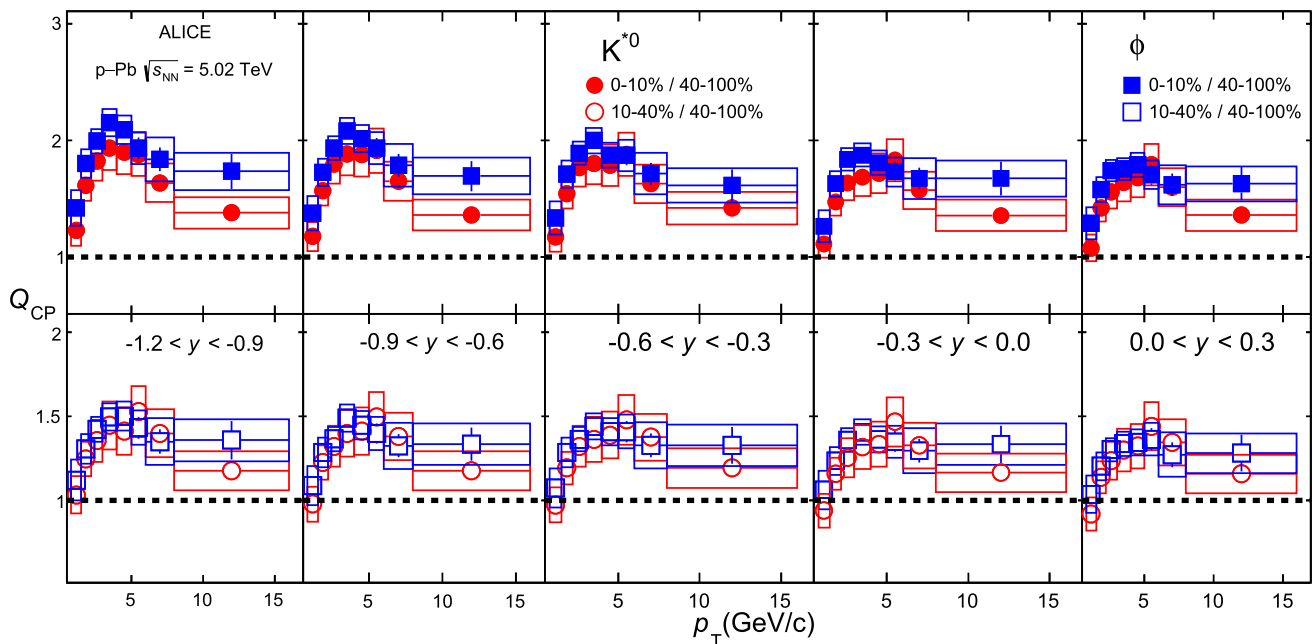 ALICE
p–Pb √s_NN = 5.02 TeV
K*0
0-10% / 40-100%
10-40% / 40-100%
ϕ
0-10% / 40-100%
10-40% / 40-100%
3
2
1
Q_CP
-1.2 < y < -0.9
-0.9 < y < -0.6
-0.6 < y < -0.3
-0.3 < y < 0.0
0.0 < y < 0.3
2
1.5
1
5 10 15 5 10 15 5 10 15 5 10 15 5 10 15
p_T (GeV/c)